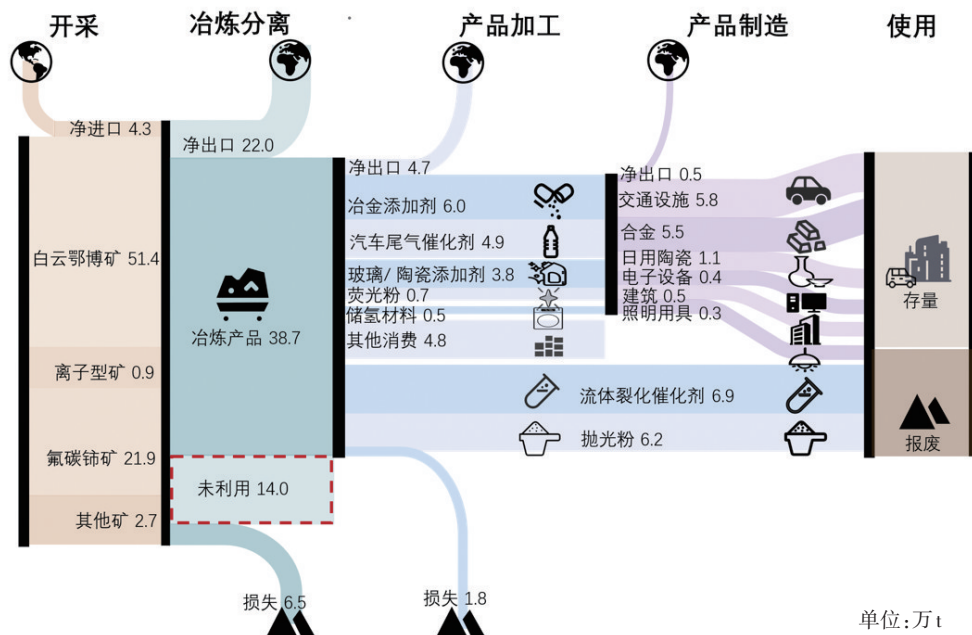 开采
冶炼分离
产品加工
产品制造
使用
净进口 4.3
白云鄂博矿 51.4
离子型矿 0.9
氟碳铈矿 21.9
其他矿 2.7
净出口 22.0
冶炼产品 38.7
未利用 14.0
损失 6.5
净出口 4.7
冶金添加剂 6.0
汽车尾气催化剂 4.9
玻璃/ 陶瓷添加剂 3.8
荧光粉 0.7
储氢材料 0.5
其他消费 4.8
损失 1.8
净出口 0.5
交通设施 5.8
合金 5.5
日用陶瓷 1.1
电子设备 0.4
建筑 0.5
照明用具 0.3
流体裂化催化剂 6.9
抛光粉 6.2
存量
报废
单位:万 t